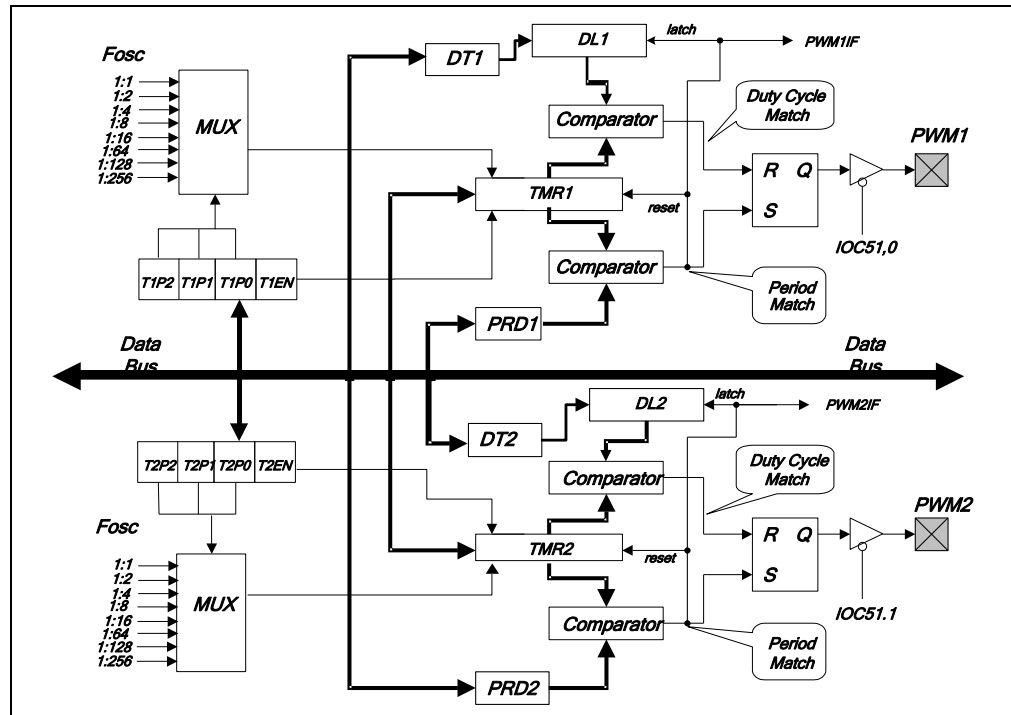 Fosc
1:1
1:2
1:4
1:8
1:16
1:64
1:128
1:256
MUX
T1P2 T1P1 T1P0 T1EN
DT1
DL1
latch
PWM1IF
Comparator
Duty Cycle
Match
PWM1
TMR1
reset
R Q
S
IOC51,0
Comparator
Period
Match
PRD1
Data
Bus
Data
Bus
DL2
latch
PWM2IF
DT2
T2P2 T2P1 T2P0 T2EN
Comparator
Duty Cycle
Match
PWM2
Fosc
1:1
1:2
1:4
1:8
1:16
1:64
1:128
1:256
MUX
TMR2
reset
R Q
S
IOC51.1
Comparator
Period
Match
PRD2